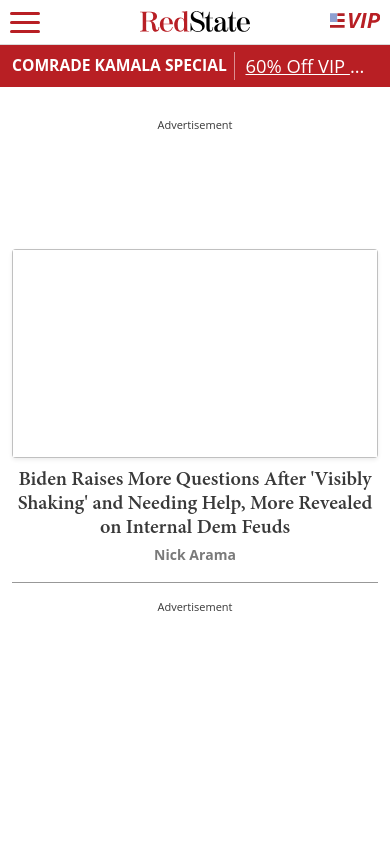 RedState
VIP
COMRADE KAMALA SPECIAL
60% Off VIP ...
Advertisement
Biden Raises More Questions After 'Visibly
Shaking' and Needing Help, More Revealed
on Internal Dem Feuds
Nick Arama
Advertisement